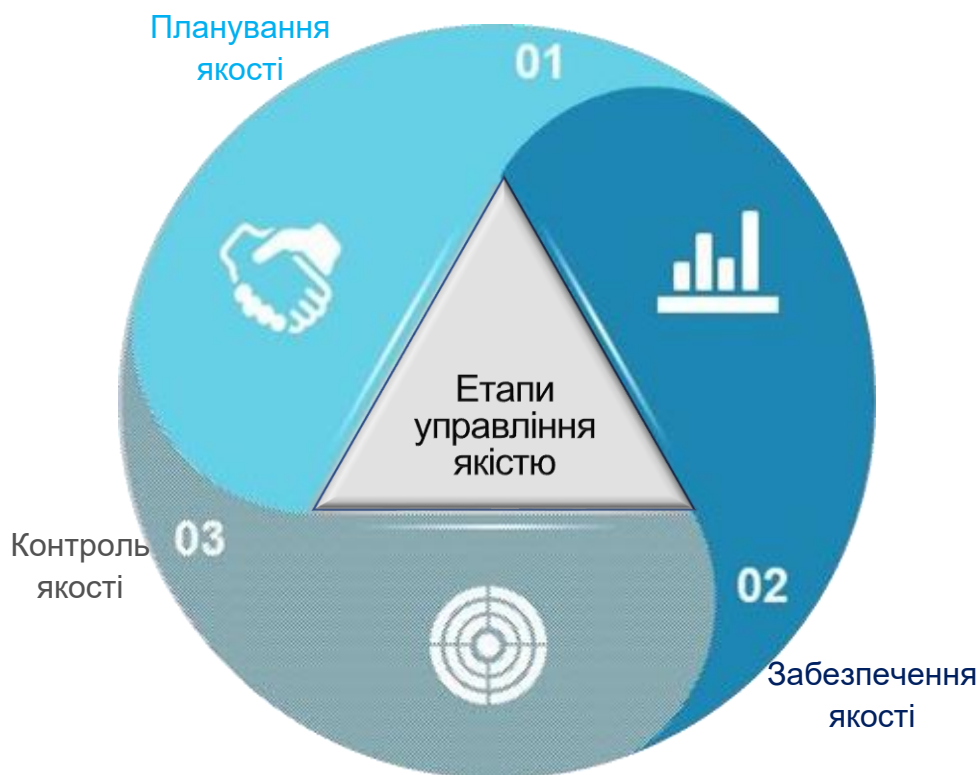 Планування
якості
01
Етапи
управління
якістю
Контроль
якості
03
02
Забезпечення
якості